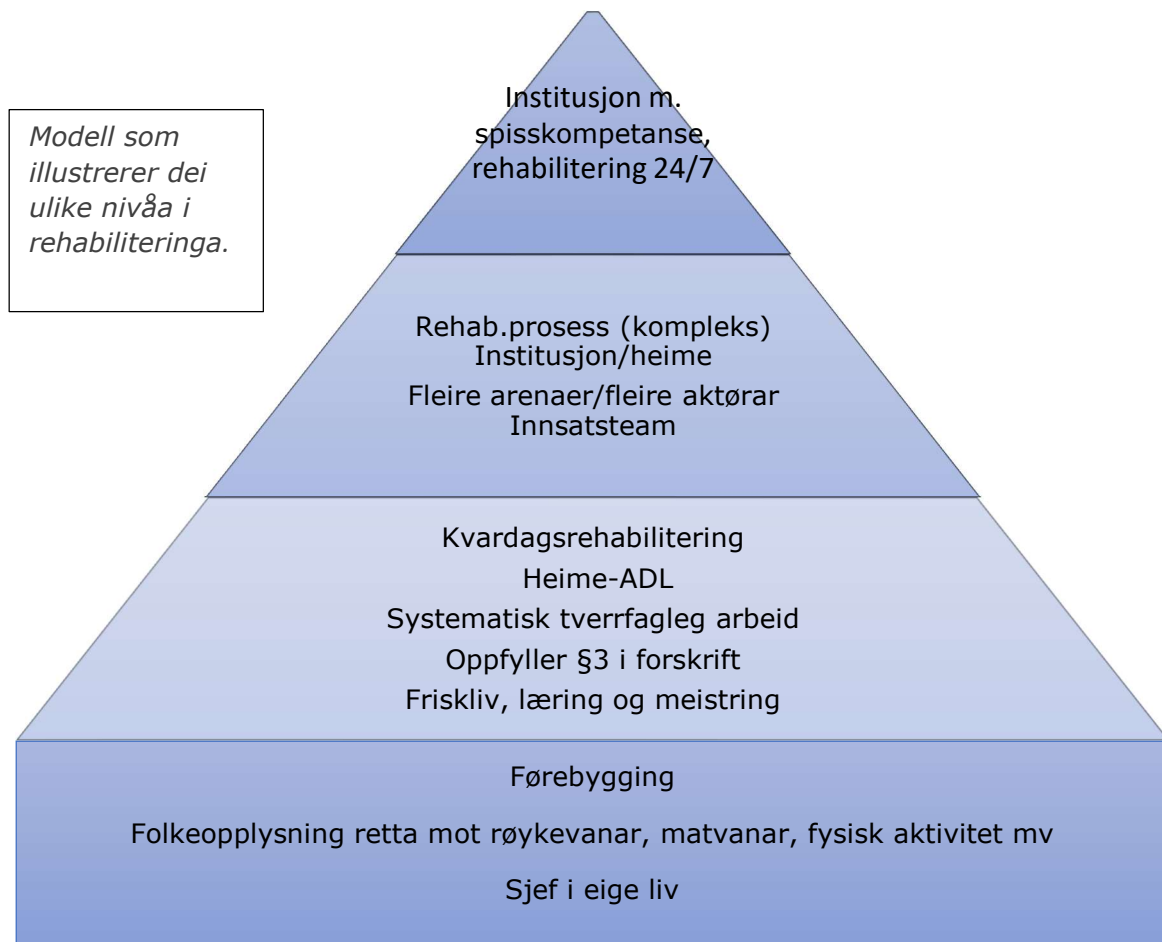 Modell som
illustrerer dei
ulike nivåa i
rehabiliteringa.
Institusjon m.
spisskompetanse,
rehabilitering 24/7
Rehab.prosess (kompleks)
Institusjon/heime
Fleire arenaer/fleire aktørar
Innsatsteam
Kvardagsrehabilitering
Heime-ADL
Systematisk tverrfagleg arbeid
Oppfyller §3 i forskrift
Friskliv, læring og meistring
Førebygging
Folkeopplysning retta mot røykevanar, matvanar, fysisk aktivitet mv
Sjef i eige liv